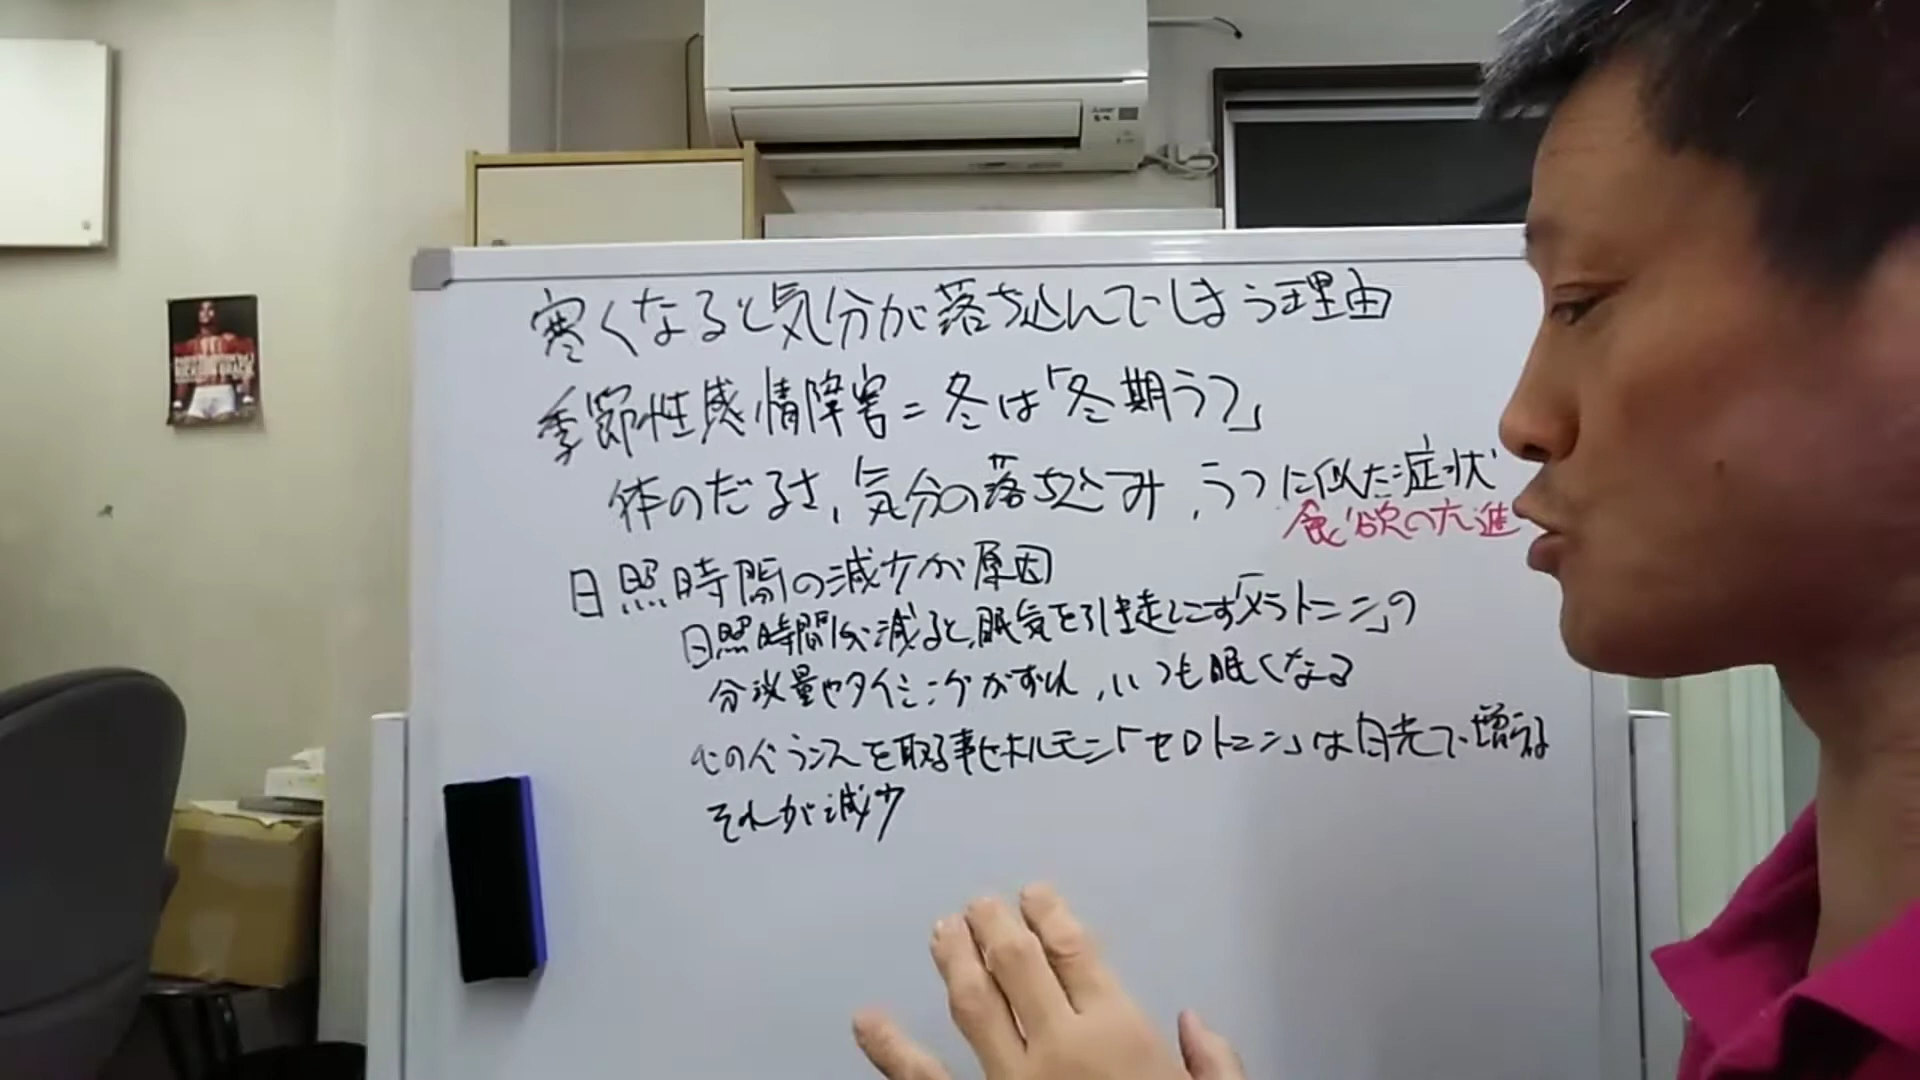 寒くなると気分が落ち込んでしまう理由
季節性感情障害=冬は「冬期うつ」
体のだるさ、気分の落ち込み、うつに似た症状
食欲の亢進
日照時間の減少が原因
日照時間が減ると、眠気を引き起こす「メラトニン」の
分泌量やタイミングがずれ、いつも眠くなる
心のバランスを取る幸せホルモン「セロトニン」は日光で増える
それが減少